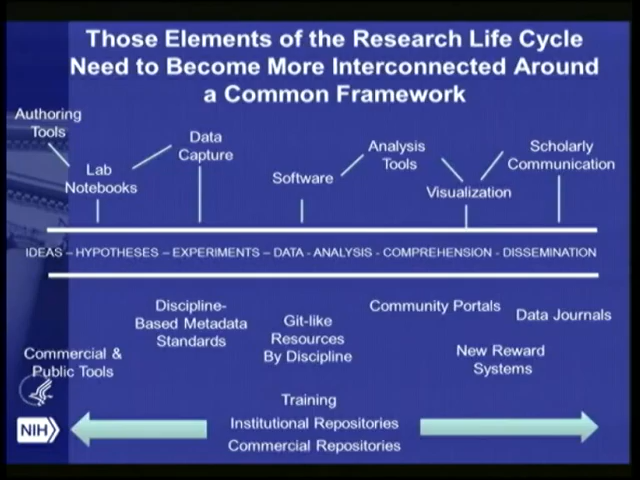 Those Elements of the Research Life Cycle
Need to Become More Interconnected Around
a Common Framework
Authoring
Tools
Lab
Notebooks
Data
Capture
Software
Analysis
Tools
Visualization
Scholarly
Communication
IDEAS – HYPOTHESES – EXPERIMENTS – DATA - ANALYSIS - COMPREHENSION - DISSEMINATION
Commercial &
Public Tools
Discipline-
Based Metadata
Standards
Git-like
Resources
By Discipline
Community Portals
Data Journals
New Reward
Systems
Training
Institutional Repositories
Commercial Repositories
NIH